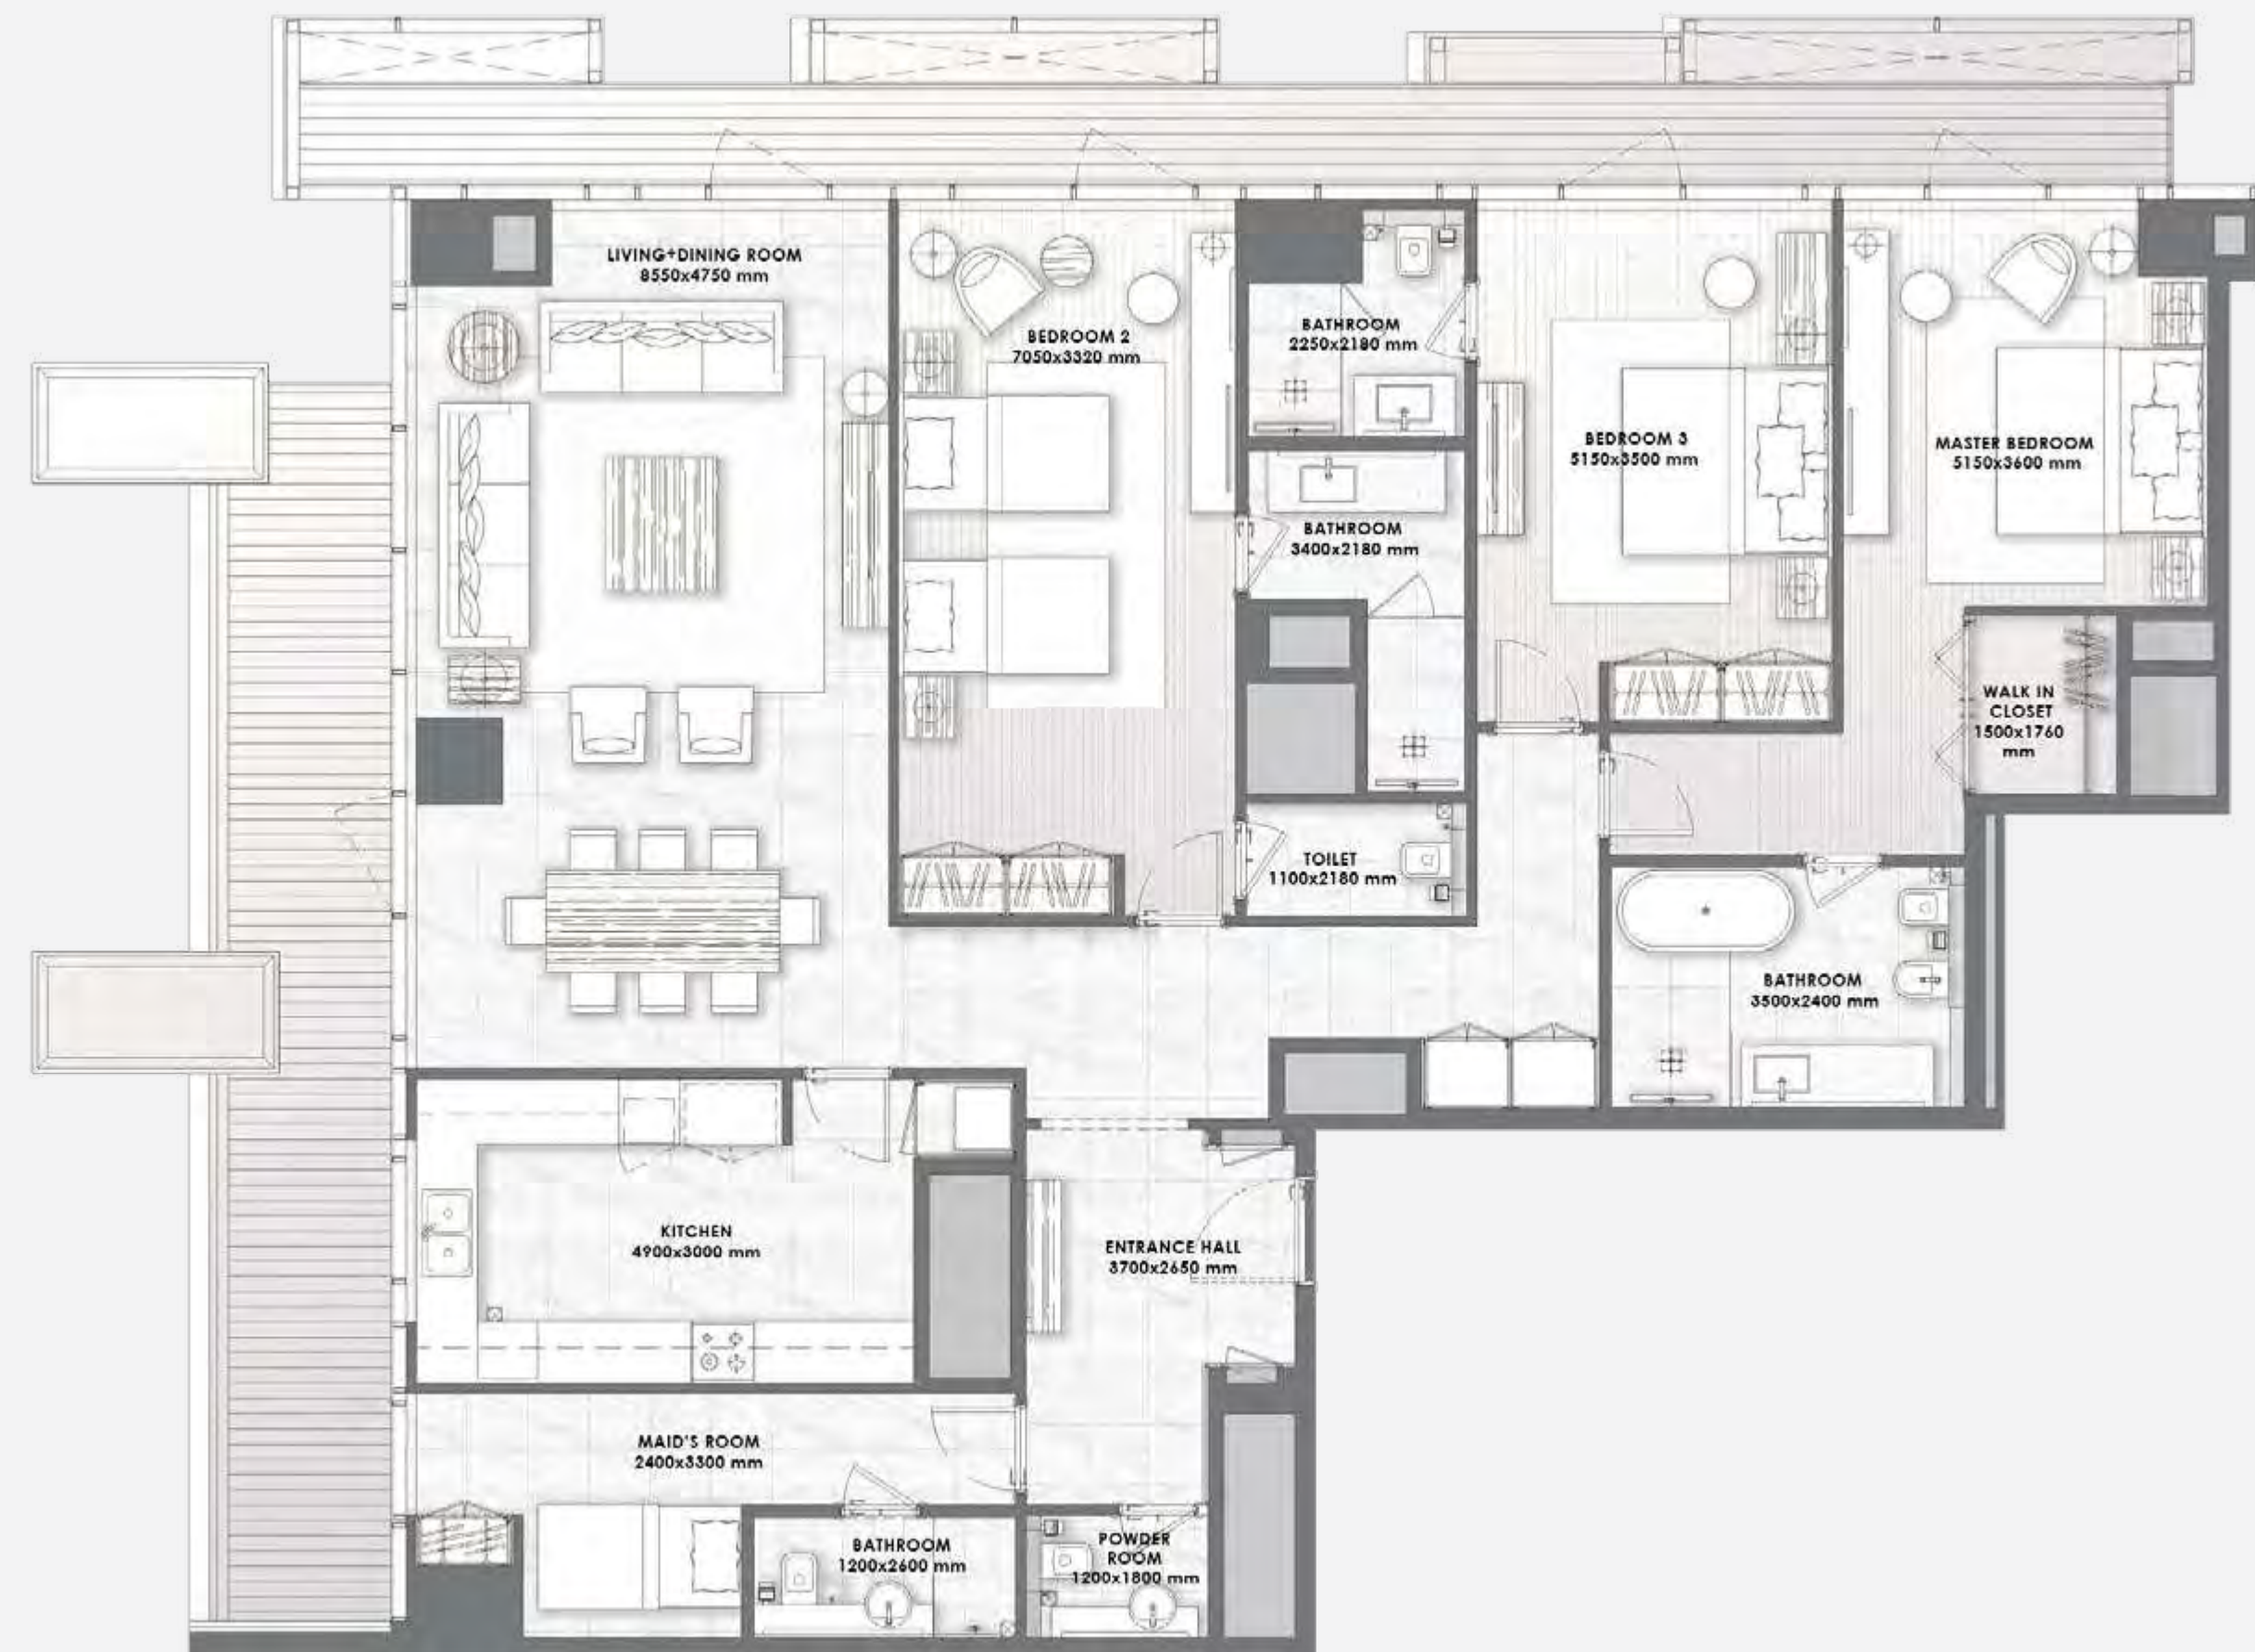 LIVING+DINING ROOM
8550x4750 mm
BEDROOM 2
7050x3320 mm
BATHROOM
2250x2180 mm
BEDROOM 3
5150x3500 mm
MASTER BEDROOM
5150x3600 mm
BATHROOM
3400x2180 mm
WALK IN
CLOSET
1500x1760
mm
TOILET
1100x2180 mm
BATHROOM
3500x2400 mm
KITCHEN
4900x3000 mm
ENTRANCE HALL
3700x2650 mm
MAID'S ROOM
2400x3300 mm
BATHROOM
1200x2600 mm
POWDER
ROOM
1200x1800 mm